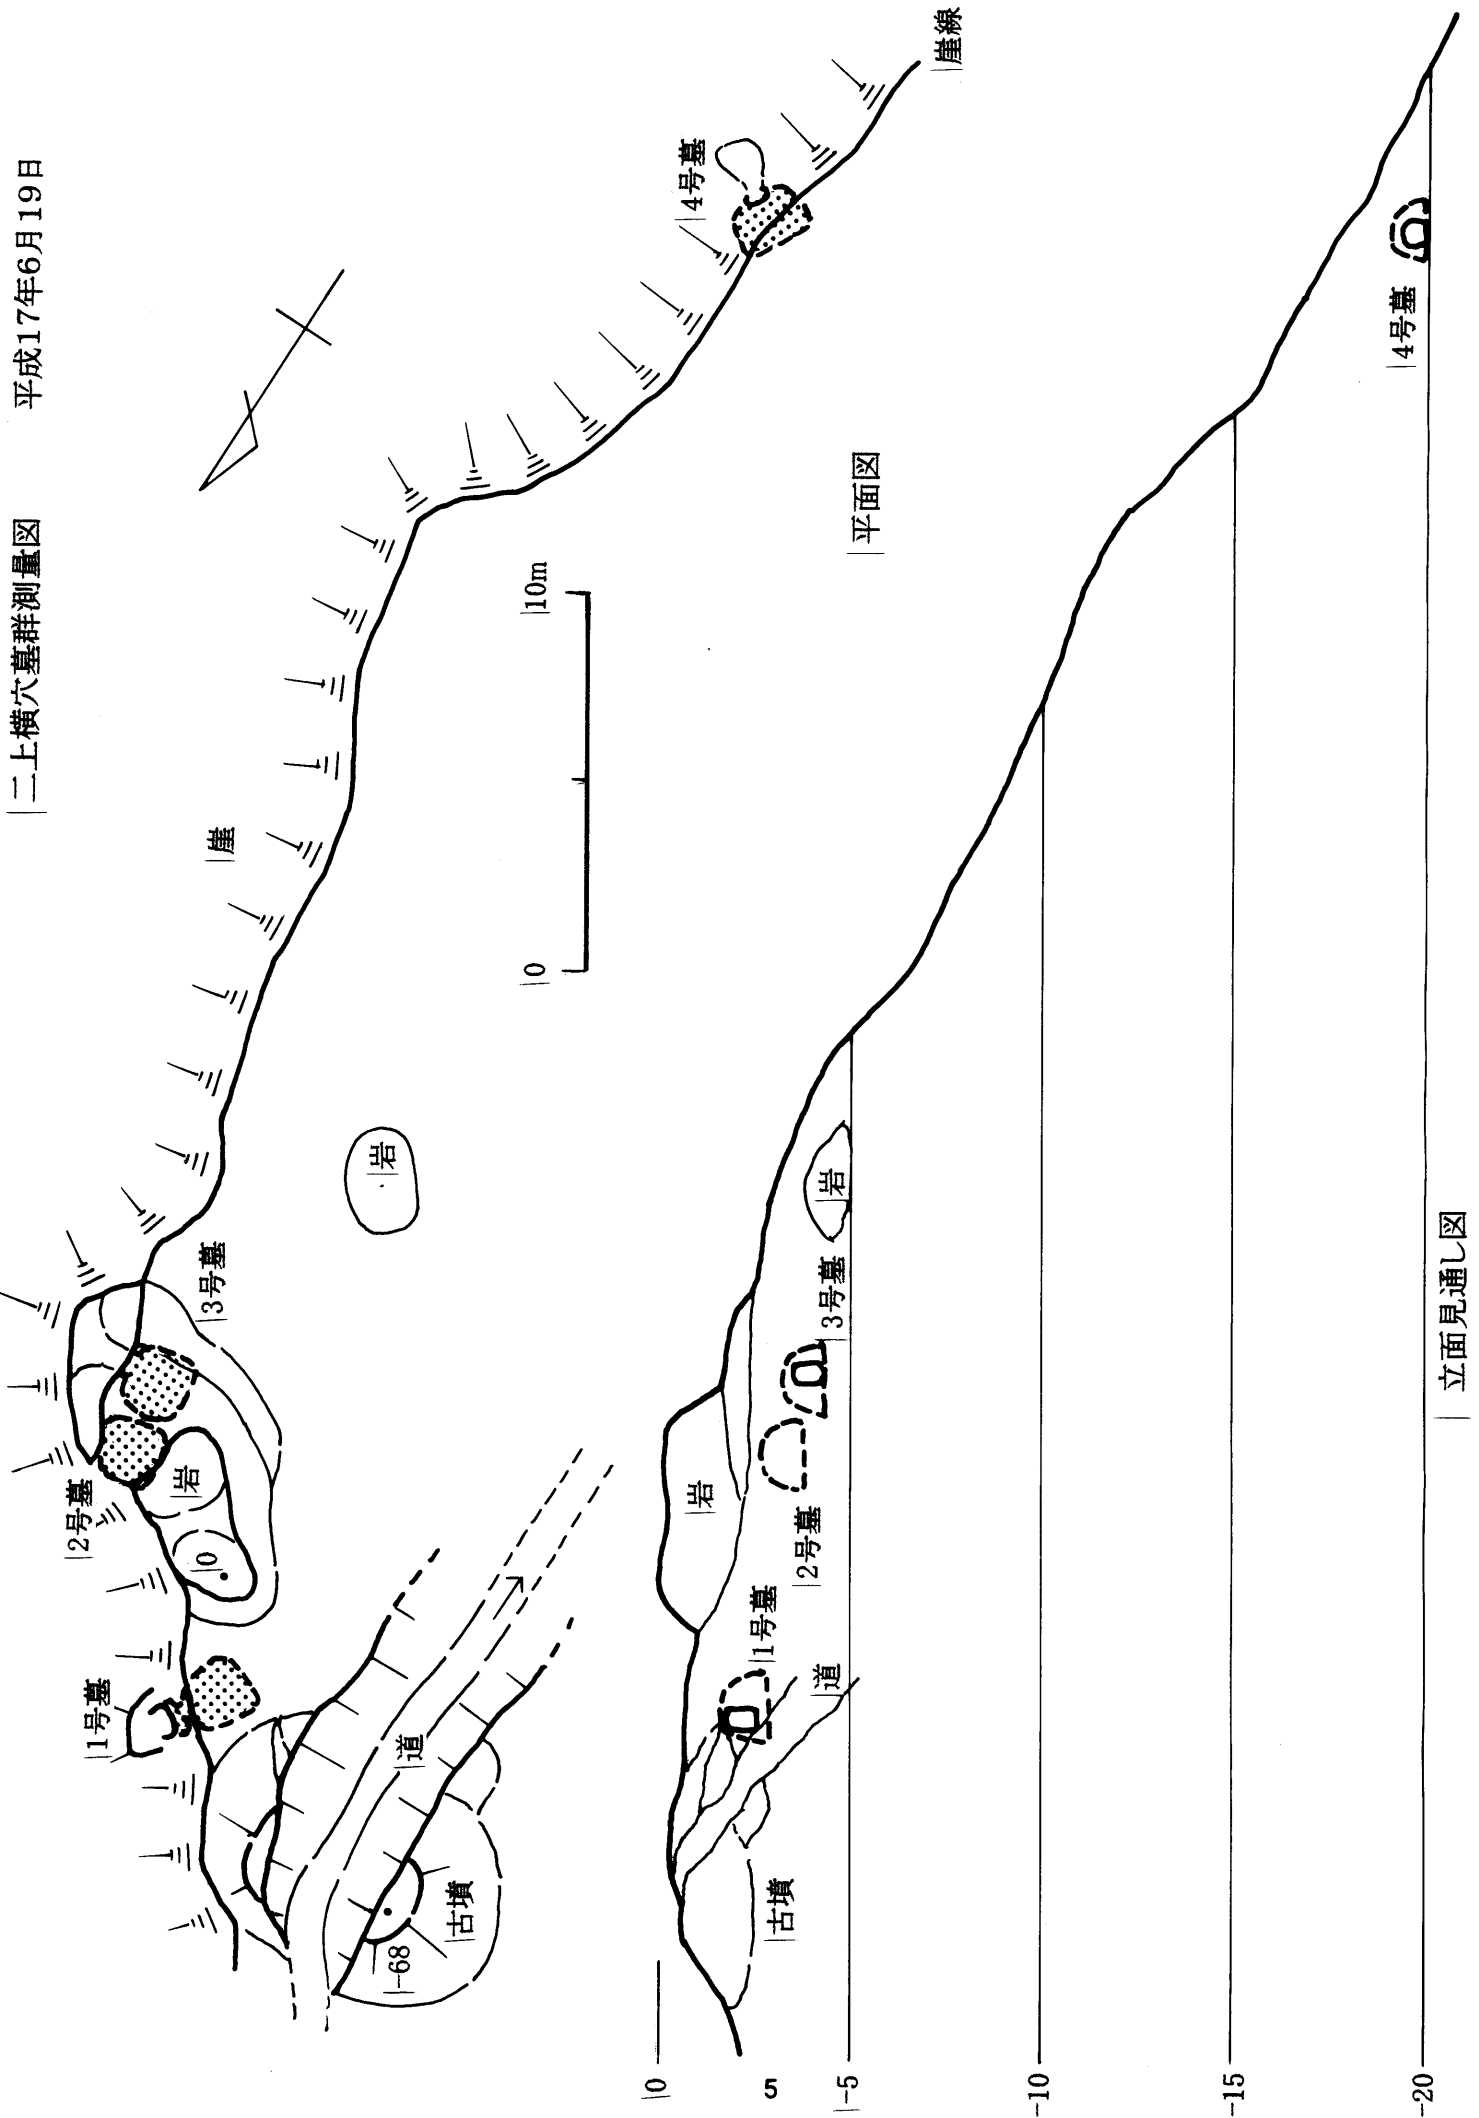 二上横穴墓群測量図 平成17年6月19日
崖
崖線
1号墓
2号墓
3号墓
4号墓
岩
0
岩
道
古墳
-68
0 10m
平面図
0
-5
-10
-15
-20
岩
岩
1号墓
2号墓
3号墓
4号墓
道
古墳
立面見通し図
5